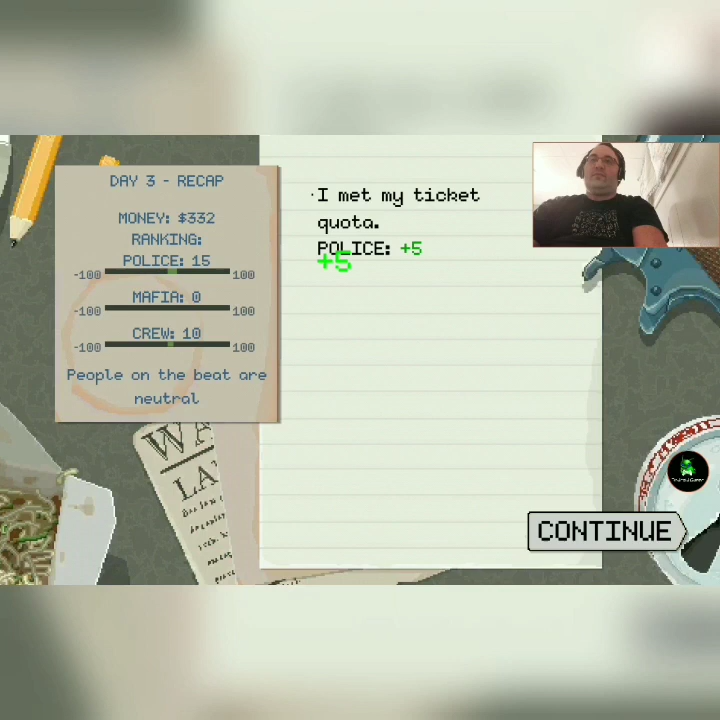 DAY 3 - RECAP
MONEY: $332
RANKING:
POLICE: 15
-100 100
MAFIA: 0
-100 100
CREW: 10
-100 100
People on the beat are
neutral
·I met my ticket
quota.
POLICE: +5
+5
CONTINUE